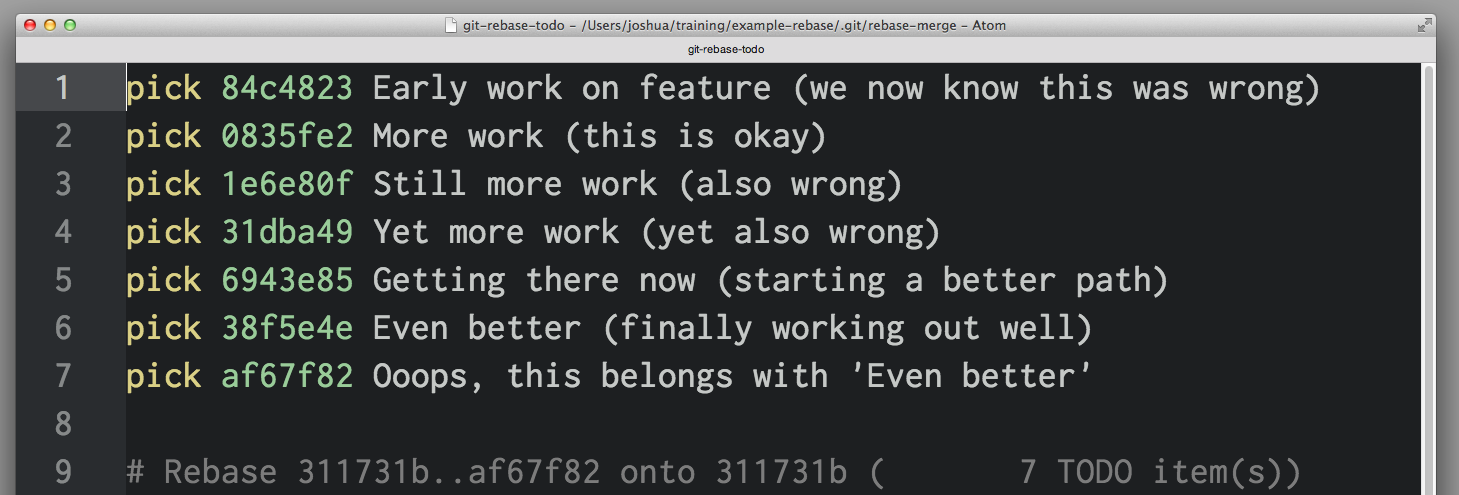 git-rebase-todo – /Users/joshua/training/example-rebase/.git/rebase-merge – Atom
git-rebase-todo
1 pick 84c4823 Early work on feature (we now know this was wrong)
2 pick 0835fe2 More work (this is okay)
3 pick 1e6e80f Still more work (also wrong)
4 pick 31dba49 Yet more work (yet also wrong)
5 pick 6943e85 Getting there now (starting a better path)
6 pick 38f5e4e Even better (finally working out well)
7 pick af67f82 Ooops, this belongs with 'Even better'
8
9 # Rebase 311731b..af67f82 onto 311731b (       7 TODO item(s))